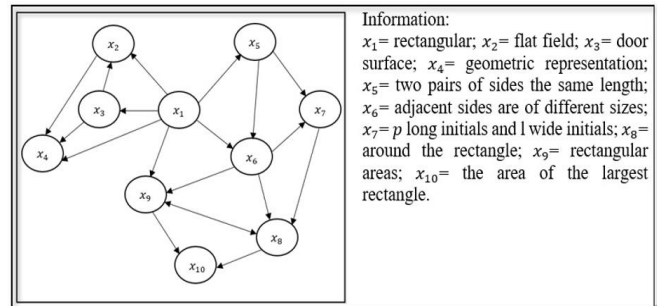 x₂
x₅
x₃
x₁
x₇
x₄
x₆
x₉
x₈
x₁₀
Information:
x₁= rectangular; x₂= flat field; x₃= door
surface; x₄= geometric representation;
x₅= two pairs of sides the same length;
x₆= adjacent sides are of different sizes;
x₇= p long initials and l wide initials; x₈=
around the rectangle; x₉= rectangular
areas; x₁₀= the area of the largest
rectangle.